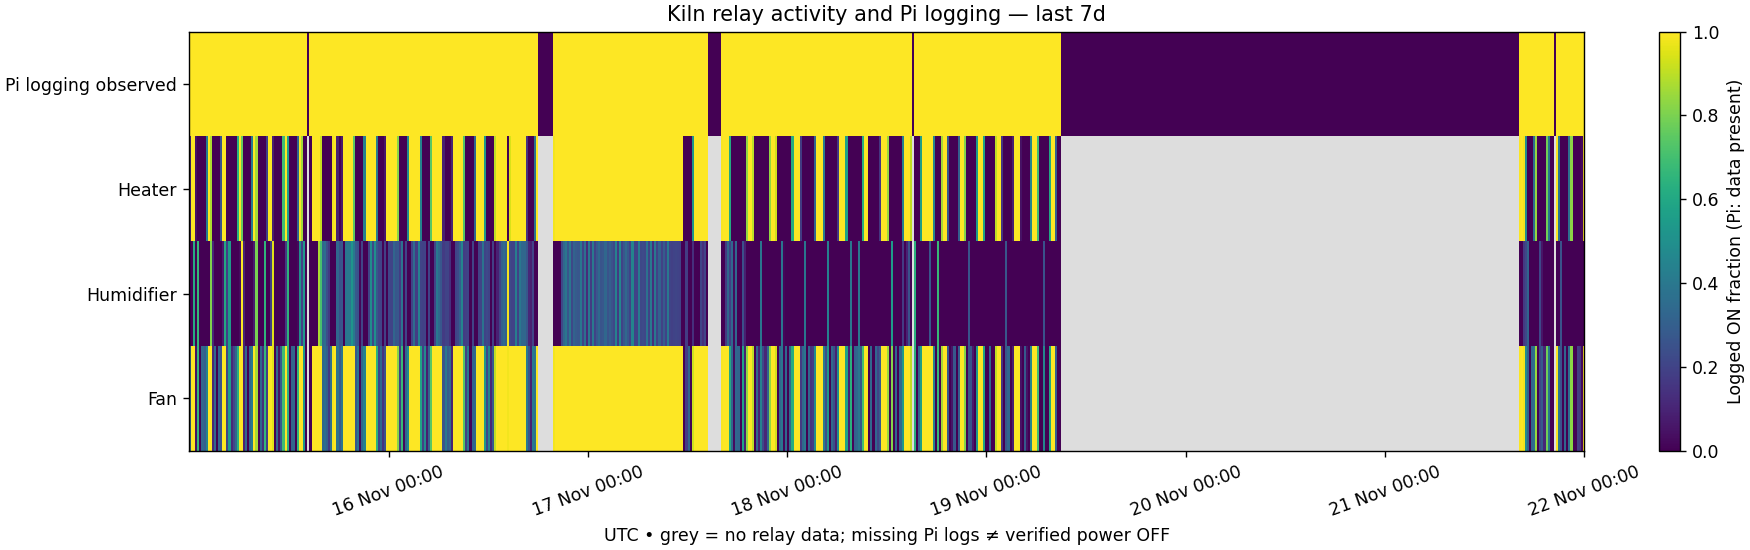 Kiln relay activity and Pi logging — last 7d
Pi logging observed
Heater
Humidifier
Fan
16 Nov 00:00
17 Nov 00:00
18 Nov 00:00
19 Nov 00:00
20 Nov 00:00
21 Nov 00:00
22 Nov 00:00
UTC • grey = no relay data; missing Pi logs ≠ verified power OFF
1.0
0.8
0.6
0.4
0.2
0.0
Logged ON fraction (Pi: data present)